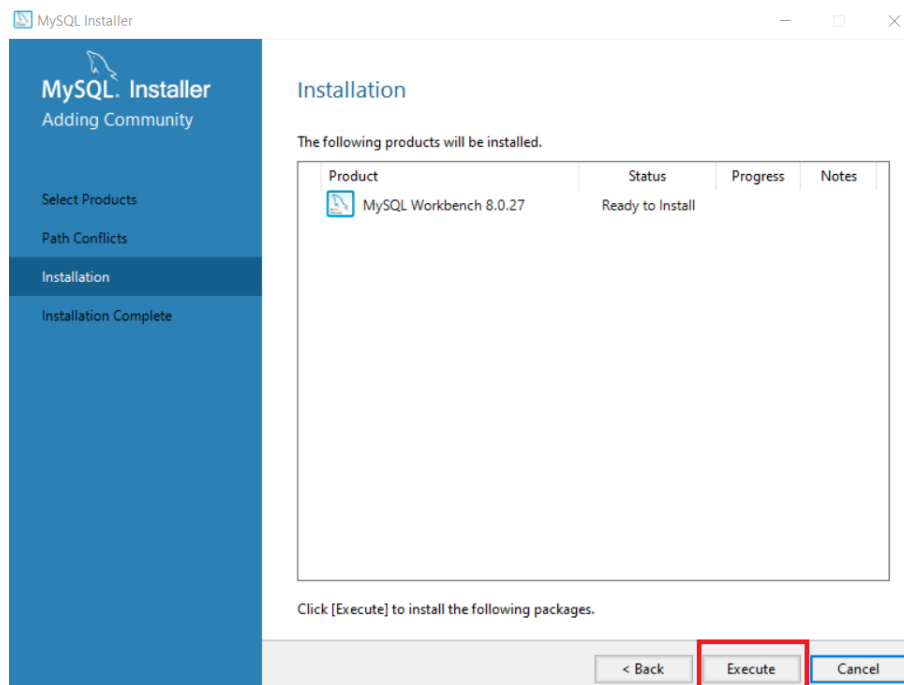 MySQL Installer
MySQL. Installer
Adding Community
Select Products
Path Conflicts
Installation
Installation Complete
Installation
The following products will be installed.
Product Status Progress Notes
MySQL Workbench 8.0.27 Ready to Install
Click [Execute] to install the following packages.
< Back Execute Cancel